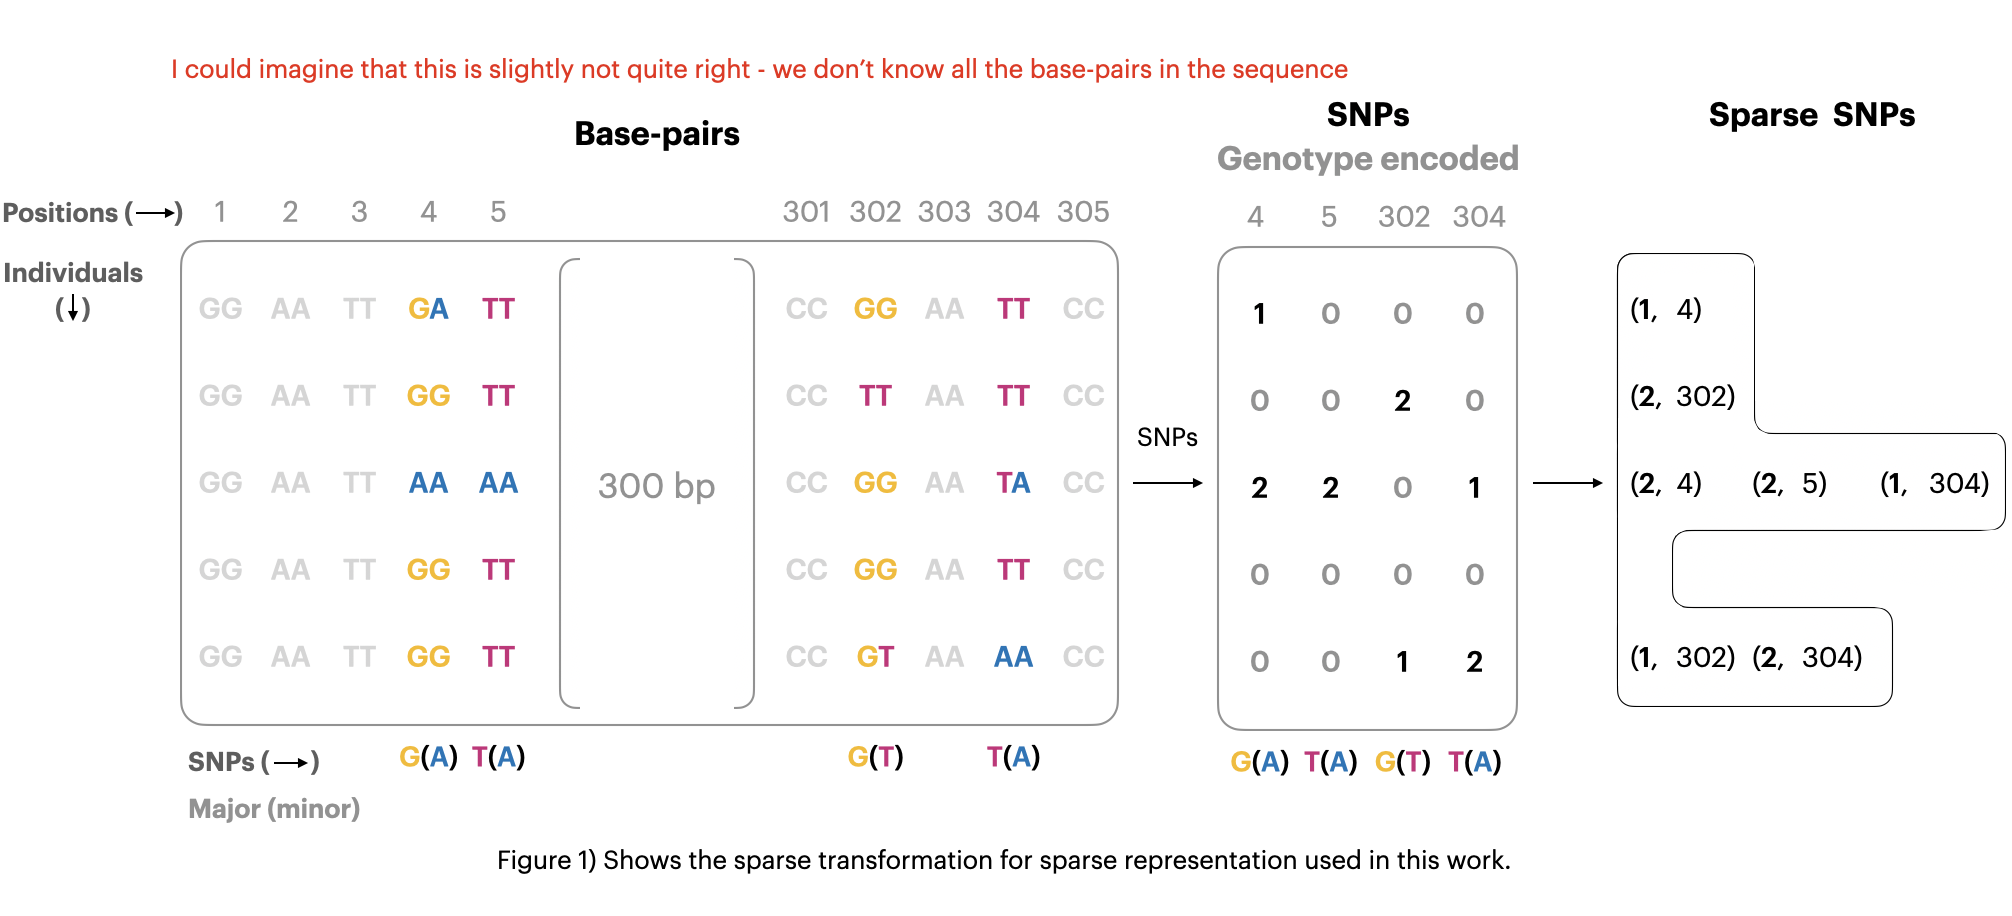 I could imagine that this is slightly not quite right - we don't know all the base-pairs in the sequence
Base-pairs
SNPs
Genotype encoded
Sparse SNPs
Positions (→) 1 2 3 4 5 301 302 303 304 305 4 5 302 304
Individuals
(↓)
GG AA TT GA TT CC GG AA TT CC 1 0 0 0 (1, 4)
GG AA TT GG TT CC TT AA TT CC 0 0 2 0 (2, 302)
SNPs
GG AA TT AA AA 300 bp CC GG AA TA CC → 2 2 0 1 → (2, 4) (2, 5) (1, 304)
GG AA TT GG TT CC GG AA TT CC 0 0 0 0
GG AA TT GG TT CC GT AA AA CC 0 0 1 2 (1, 302) (2, 304)
SNPs (→) G(A) T(A) G(T) T(A) G(A) T(A) G(T) T(A)
Major (minor)
Figure 1) Shows the sparse transformation for sparse representation used in this work.